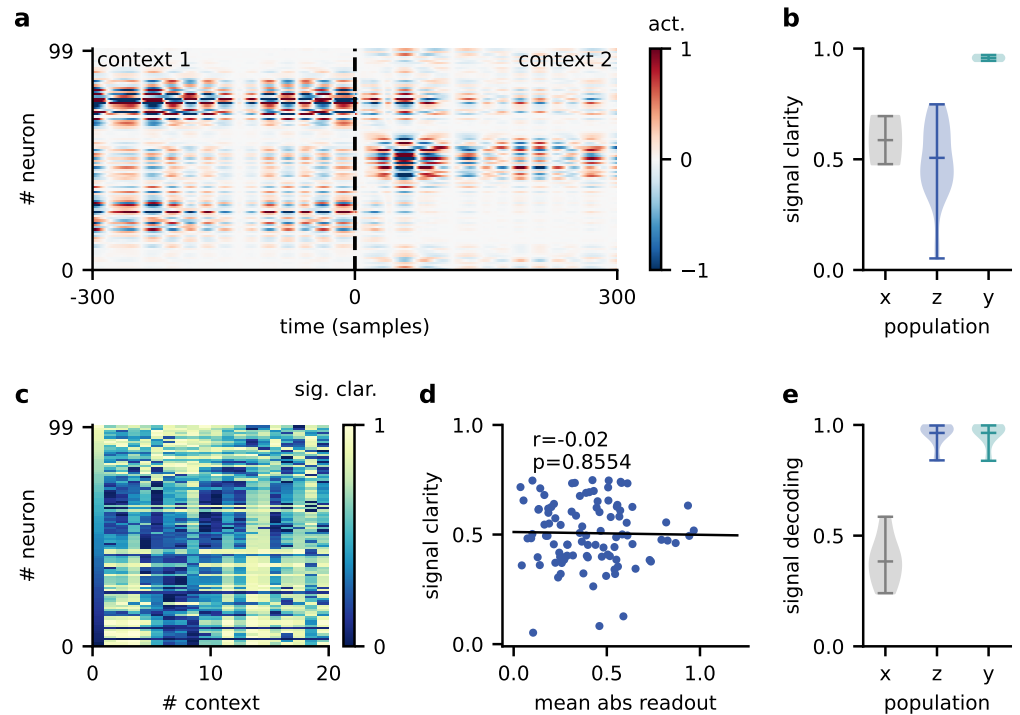 a
act.
99
context 1
context 2
1
# neuron
0
0
−1
-300
0
300
time (samples)
b
1.0
signal clarity
0.5
0.0
x
z
y
population
c
sig. clar.
99
1
# neuron
0
0
0
10
20
# context
d
1.0
r=-0.02
p=0.8554
signal clarity
0.5
0.0
0.0
0.5
1.0
mean abs readout
e
1.0
signal decoding
0.5
0.0
x
z
y
population